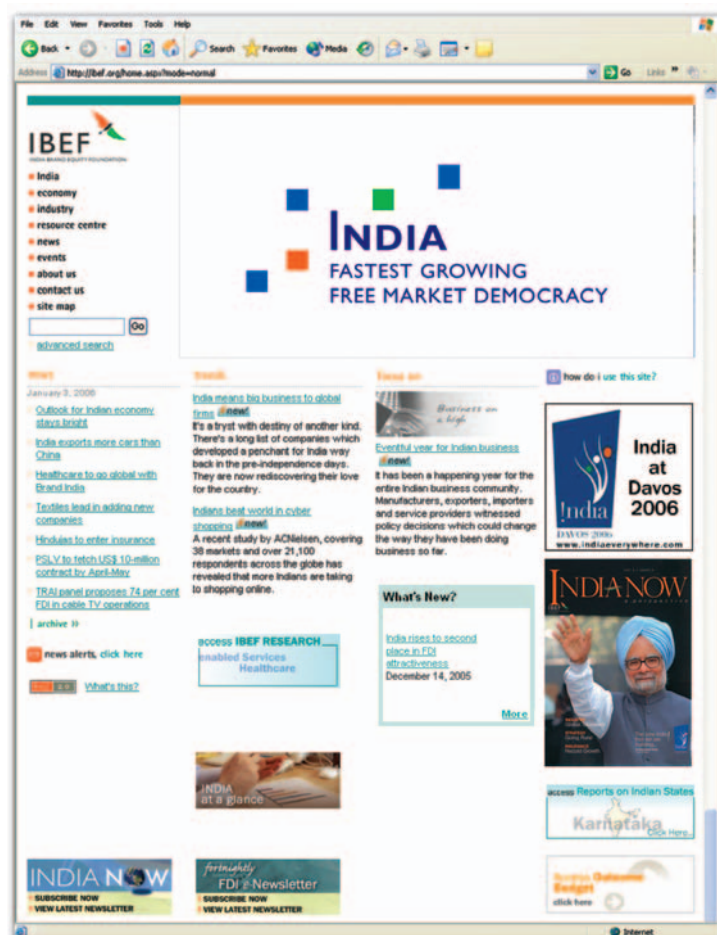 File Edit View Favorites Tools Help
Back Search Favorites Media
Address http://ibef.org/home.aspx?mode=normal Go Links »
IBEF
INDIA BRAND EQUITY FOUNDATION
India
economy
industry
resource centre
news
events
about us
contact us
site map
Go
advanced search
INDIA
FASTEST GROWING
FREE MARKET DEMOCRACY
news
January 3, 2006
Outlook for Indian economy
stays bright
India exports more cars than
China
Healthcare to go global with
Brand India
Textiles lead in adding new
companies
Hindujas to enter insurance
PSLV to fetch US$ 10-million
contract by April-May
TRAI panel proposes 74 per cent
FDI in cable TV operations
archive »
news alerts, click here
What's this?
INDIA NOW
SUBSCRIBE NOW
VIEW LATEST NEWSLETTER
India means big business to global
firms new!
It's a tryst with destiny of another kind.
There's a long list of companies which
developed a penchant for India way
back in the pre-independence days.
They are now rediscovering their love
for the country.
Indians beat world in cyber
shopping new!
A recent study by ACNielsen, covering
38 markets and over 21,100
respondents across the globe has
revealed that more Indians are taking
to shopping online.
access IBEF RESEARCH
enabled Services
Healthcare
INDIA
at a glance
fortnightly
FDI e-Newsletter
SUBSCRIBE NOW
VIEW LATEST NEWSLETTER
Focus on
Business on
a high
Eventful year for Indian business
new!
It has been a happening year for the
entire Indian business community.
Manufacturers, exporters, importers
and service providers witnessed
policy decisions which could change
the way they have been doing
business so far.
What's New?
India rises to second
place in FDI
attractiveness
December 14, 2005
More
how do i use this site?
India
DAVOS 2006
India
at
Davos
2006
www.indiaeverywhere.com
INDIANOW
access Reports on Indian States
Karnataka
Click Here...
Outcome
Budget
click here
Internet